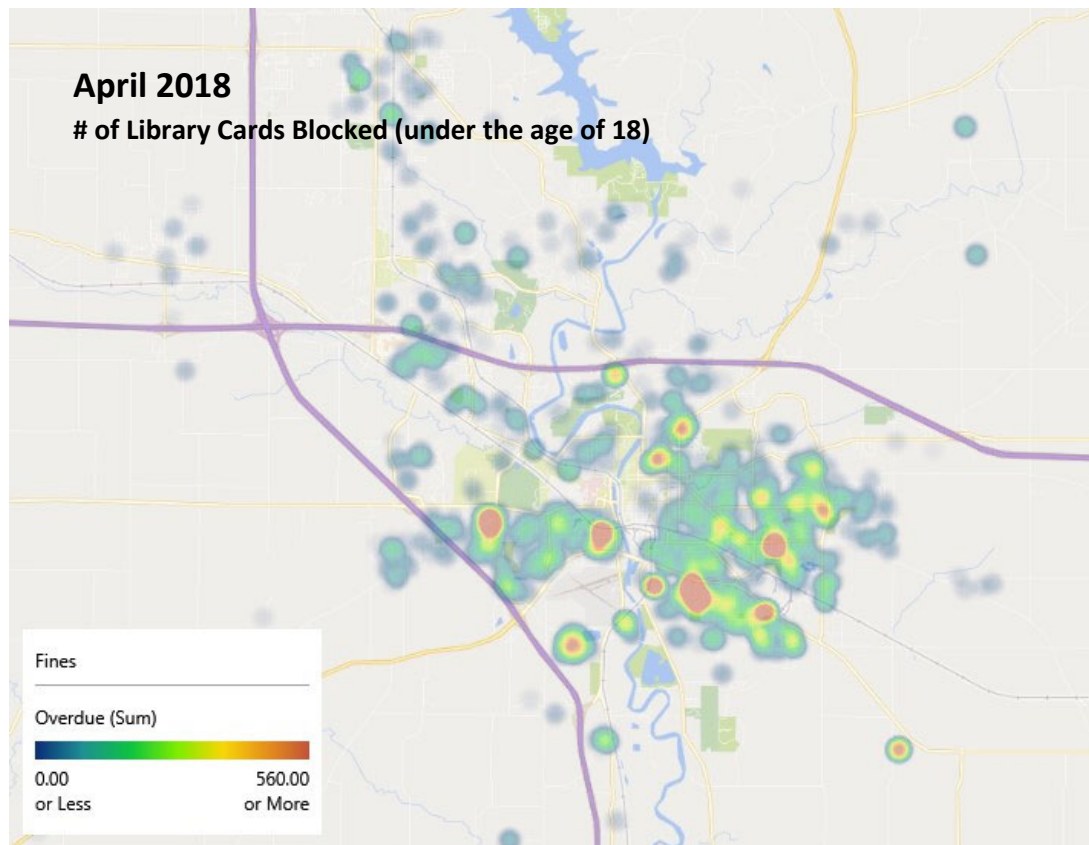 April 2018
# of Library Cards Blocked (under the age of 18)
Fines
Overdue (Sum)
0.00 560.00
or Less or More